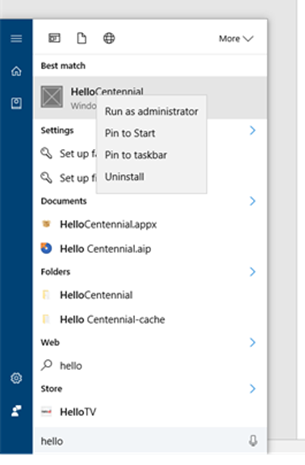 More
Best match
HelloCentennial
Windo
Run as administrator
Pin to Start
Pin to taskbar
Uninstall
Settings
Set up f
Set up f
Documents
HelloCentennial.appx
Hello Centennial.aip
Folders
HelloCentennial
Hello Centennial-cache
Web
hello
Store
HelloTV
hello